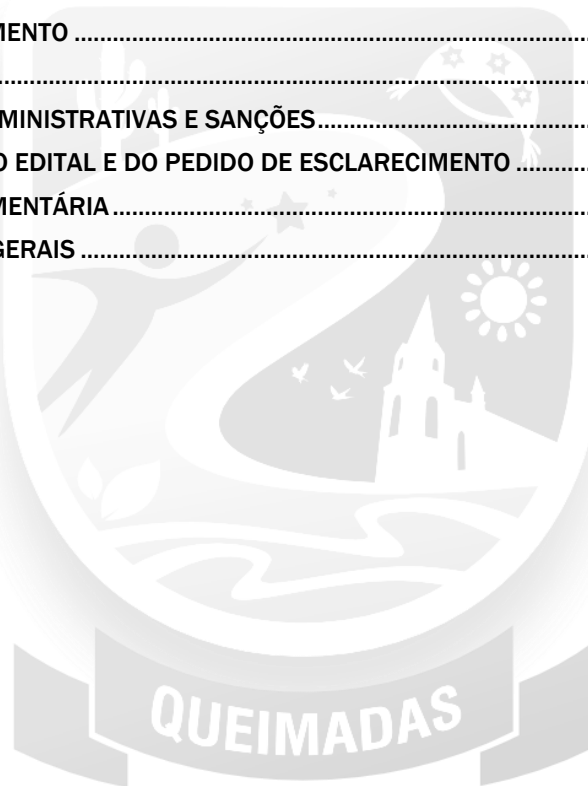 MENTO ..........................................................................................
..........................................................................................
MINISTRATIVAS E SANÇÕES..........................................................
O EDITAL E DO PEDIDO DE ESCLARECIMENTO ..............
MENTÁRIA...................................................................................
GERAIS ........................................................................................
QUEIMADAS